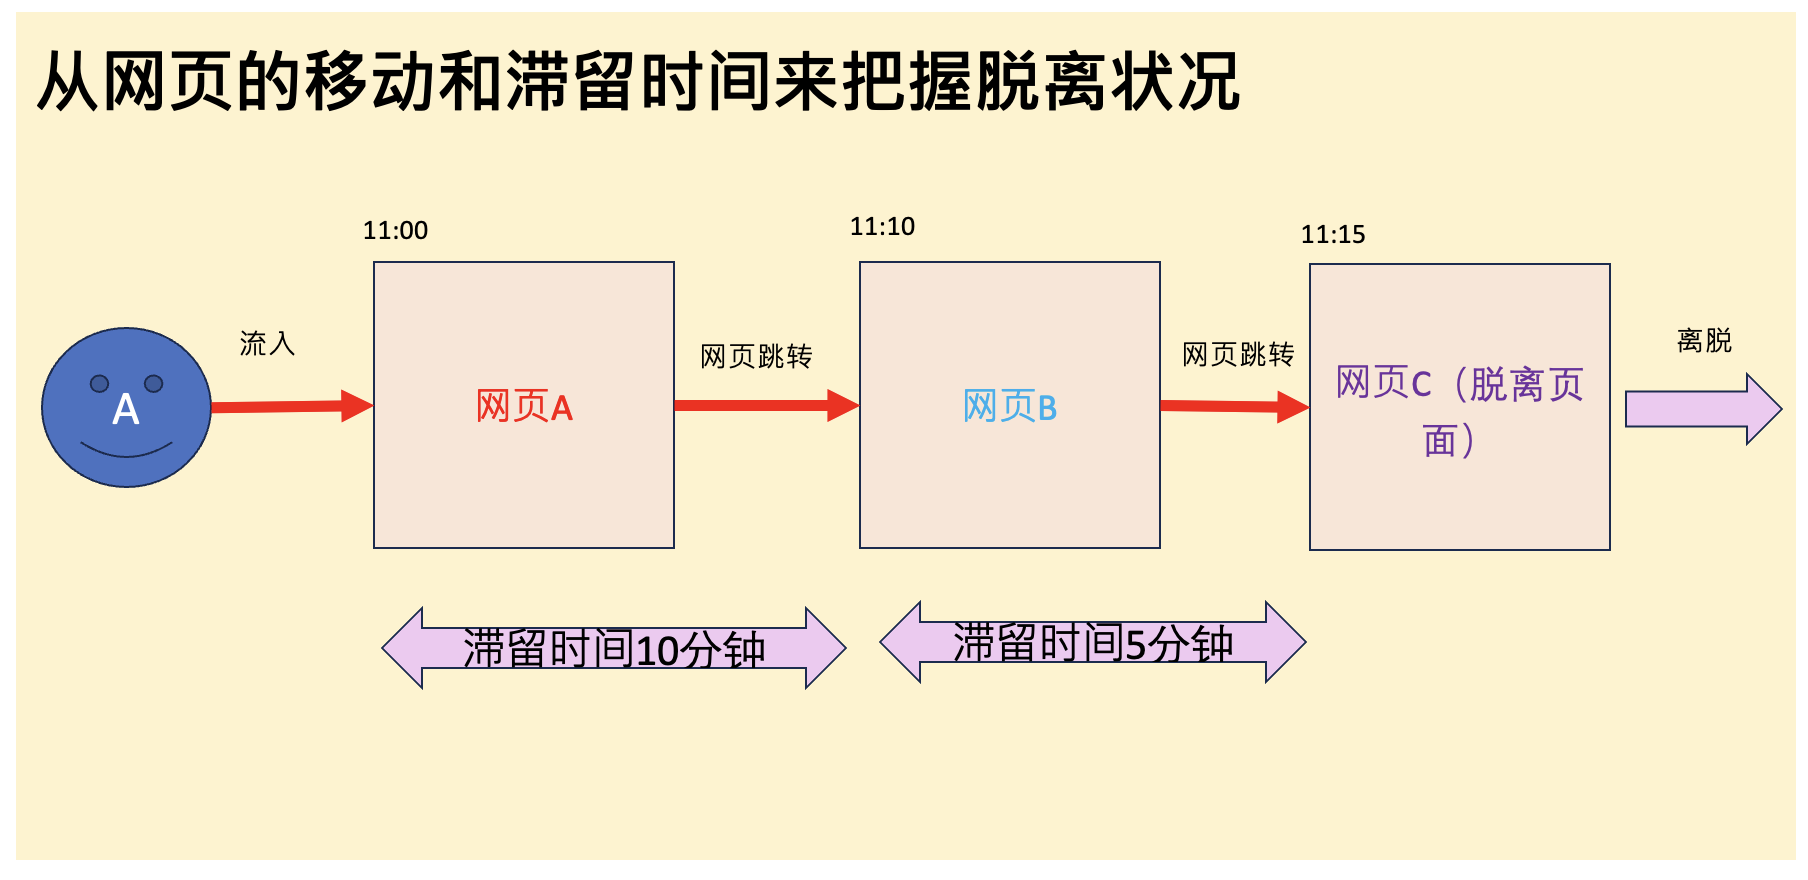 从网页的移动和滞留时间来把握脱离状况
11:00
11:10
11:15
流入
网页跳转
网页跳转
离脱
A
网页A
网页B
网页C（脱离页
面）
滞留时间10分钟
滞留时间5分钟